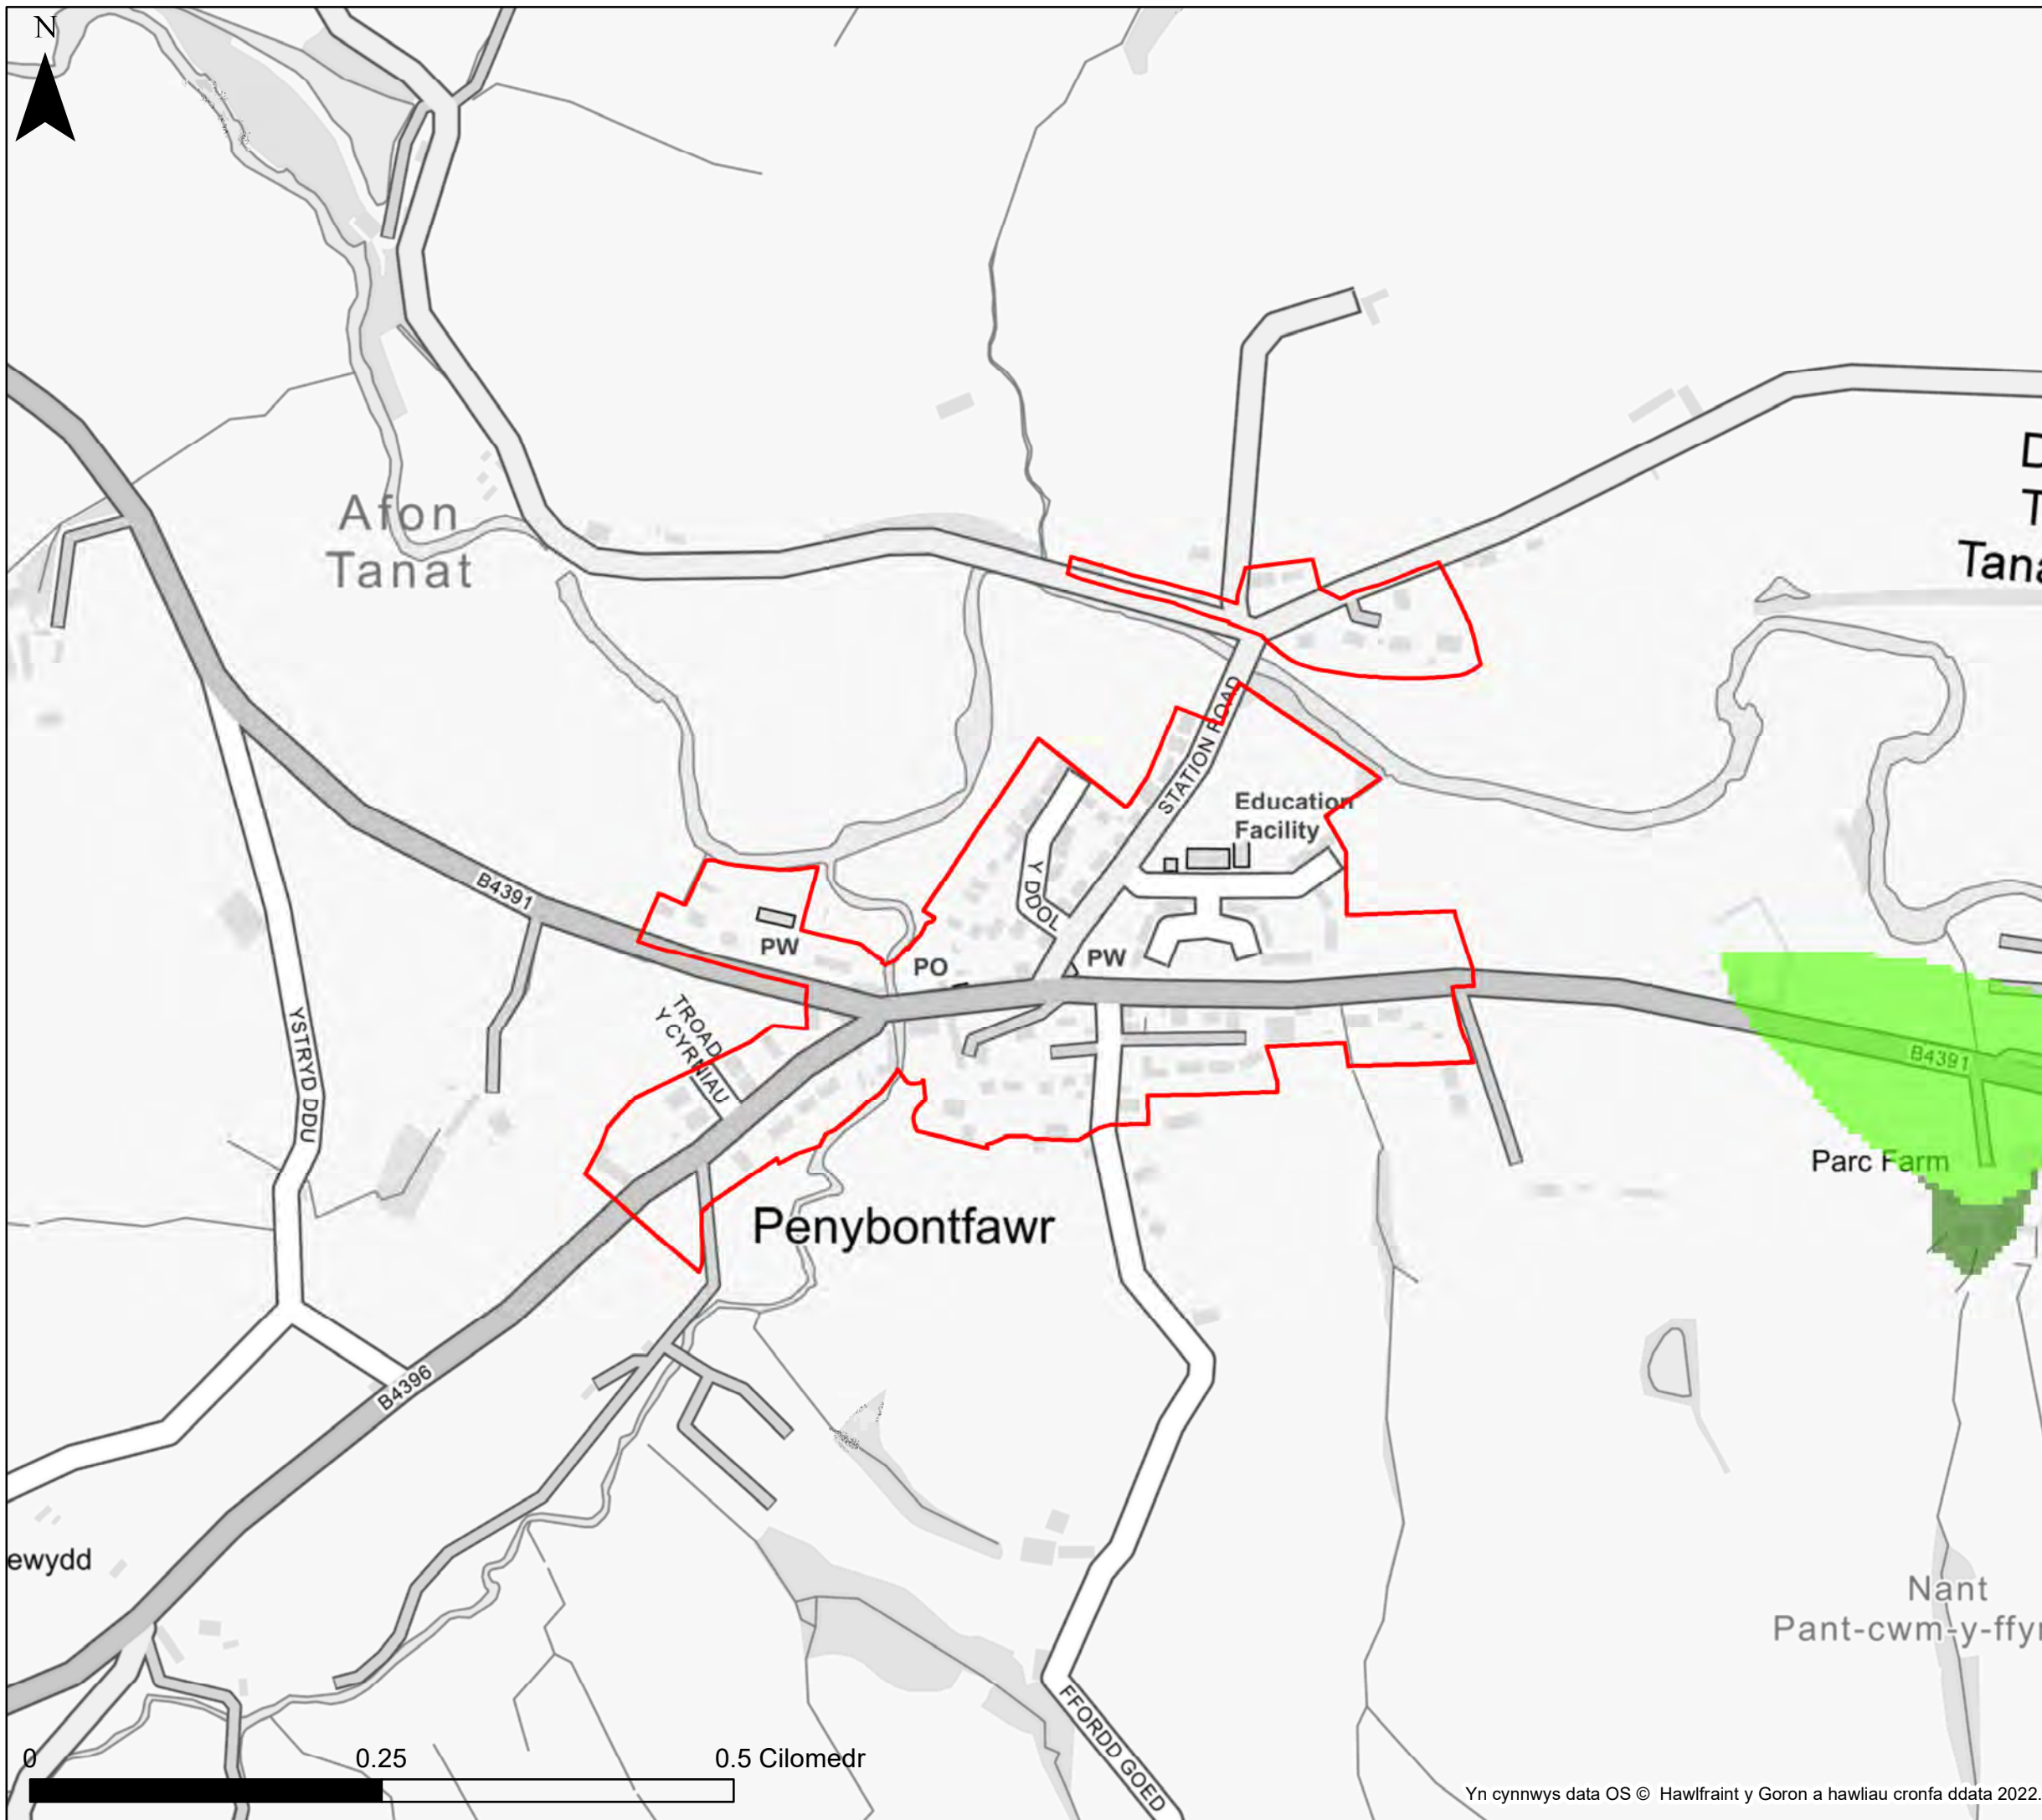 N
Afon
Tanat
D
T
Tana
STATION ROAD
Education
Facility
Y DDOL
B4391
PW
PO
PW
TROAD
Y CYRNIAU
YSTRYD DDU
B4391
Parc Farm
Penybontfawr
B4396
ewydd
Nant
Pant-cwm-y-ffyn
FFORDD GOED
0 0.25 0.5 Cilomedr
Yn cynnwys data OS © Hawlfraint y Goron a hawliau cronfa ddata 2022.